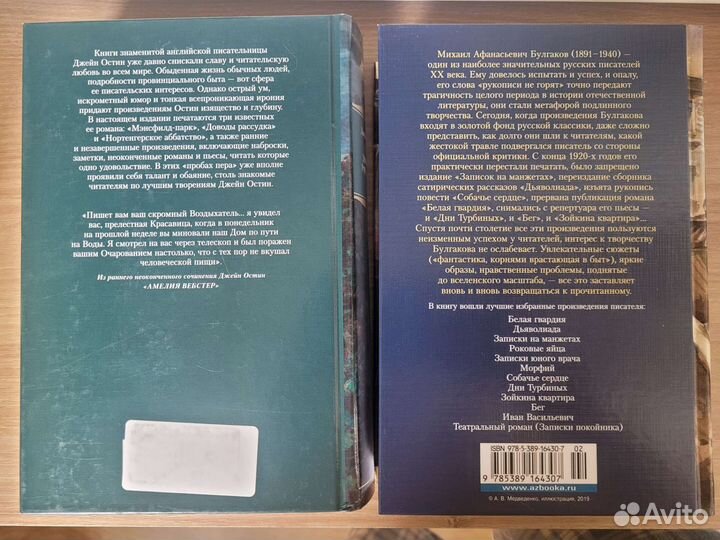 Книги знаменитой английской писательницы
Джейн Остин уже давно снискали славу и читательскую
любовь во всем мире. Обыденная жизнь обычных людей,
подробности провинциального быта — вот сфера
ее писательских интересов. Однако острый ум,
искрометный юмор и тонкая всепроникающая ирония
придают произведениям Остин изящество и глубину.
В настоящем издании печатаются три известных
ее романа: «Мэнсфилд-парк», «Доводы рассудка»
и «Нортенгерское аббатство», а также ранние
и незавершенные произведения, включающие наброски,
заметки, неоконченные романы и пьесы, читать которые
одно удовольствие. В этих «пробах пера» уже вполне
проявили себя талант и обаяние, столь знакомые
читателям по лучшим творениям Джейн Остин.
«Пишет вам ваш скромный Воздыхатель... я увидел
вас, прелестная Красавица, когда в понедельник
на прошлой неделе вы миновали наш Дом по пути
на Воды. Я смотрел на вас через телескоп и был поражен
вашим Очарованием настолько, что с тех пор не вкушал
человеческой пищи».
Из раннего неоконченного сочинения Джейн Остин
«АМЕЛИЯ ВЕБСТЕР»
Михаил Афанасьевич Булгаков (1891–1940) —
один из наиболее значительных русских писателей
XX века. Ему довелось испытать и успех, и опалу,
его слова «рукописи не горят» точно передают
трагичность целого периода в истории отечественной
литературы, они стали метафорой подлинного
творчества. Сегодня, когда произведения Булгакова
входят в золотой фонд русской классики, даже сложно
представить, как долго они шли к читателям, какой
жестокой травле подвергался писатель со стороны
официальной критики. С конца 1920-х годов его
практически перестали печатать, было запрещено
издание «Записок на манжетах», переиздание сборника
сатирических рассказов «Дьяволиада», изъята рукопись
повести «Собачье сердце», прервана публикация романа
«Белая гвардия», снимались с репертуара его пьесы —
и «Дни Турбиных», и «Бег», и «Зойкина квартира»...
Спустя почти столетие все эти произведения пользуются
неизменным успехом у читателей, интерес к творчеству
Булгакова не ослабевает. Увлекательные сюжеты
(«фантастика, корнями врастающая в быт»), яркие
образы, нравственные проблемы, поднятые
до вселенского масштаба, — все это заставляет
вновь и вновь возвращаться к прочитанному.
В книгу вошли лучшие избранные произведения писателя:
Белая гвардия
Дьяволиада
Записки на манжетах
Роковые яйца
Записки юного врача
Морфий
Собачье сердце
Дни Турбиных
Зойкина квартира
Бег
Иван Васильевич
Театральный роман (Записки покойника)
ISBN 978-5-389-16430-7
02
9 785389 164307
www.azbooka.ru
© А. В. Медведенко, иллюстрация, 2019
Avito